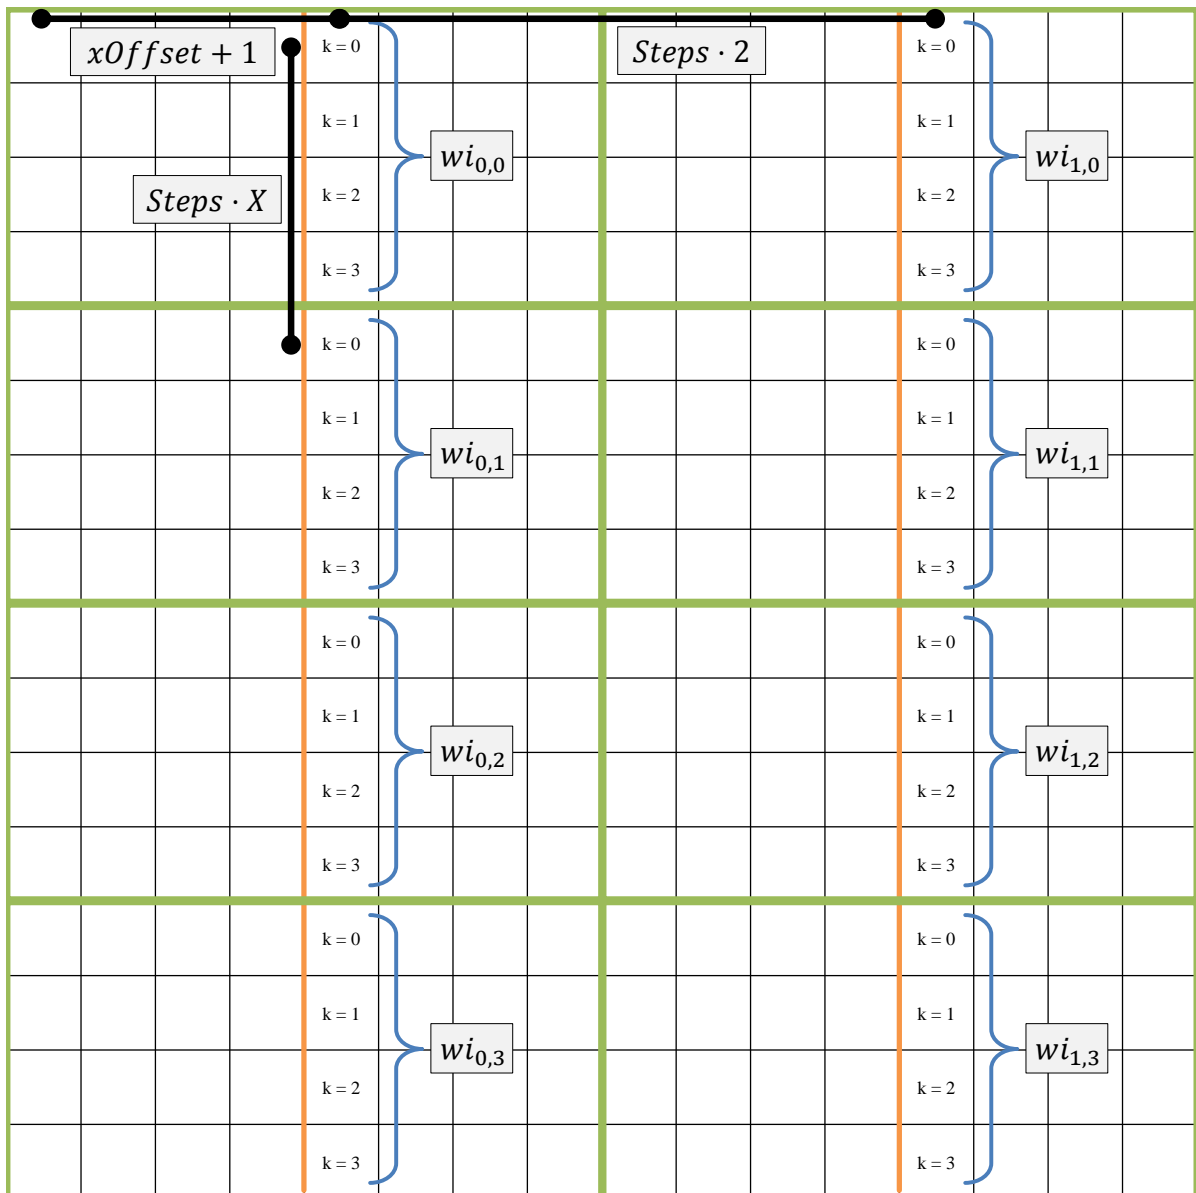 xOffset + 1
Steps · 2
k = 0
k = 0
k = 1
k = 1
wi0,0
wi1,0
Steps · X
k = 2
k = 2
k = 3
k = 3
k = 0
k = 0
k = 1
k = 1
wi0,1
wi1,1
k = 2
k = 2
k = 3
k = 3
k = 0
k = 0
k = 1
k = 1
wi0,2
wi1,2
k = 2
k = 2
k = 3
k = 3
k = 0
k = 0
k = 1
k = 1
wi0,3
wi1,3
k = 2
k = 2
k = 3
k = 3